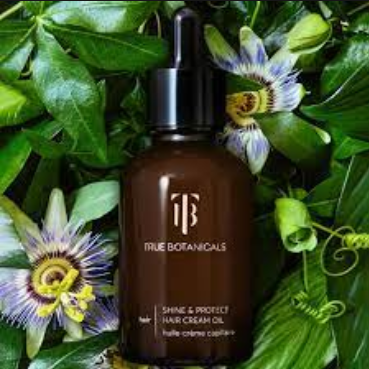 TB
TRUE BOTANICALS
hair
SHINE & PROTECT
HAIR CREAM OIL
huile crème capillaire